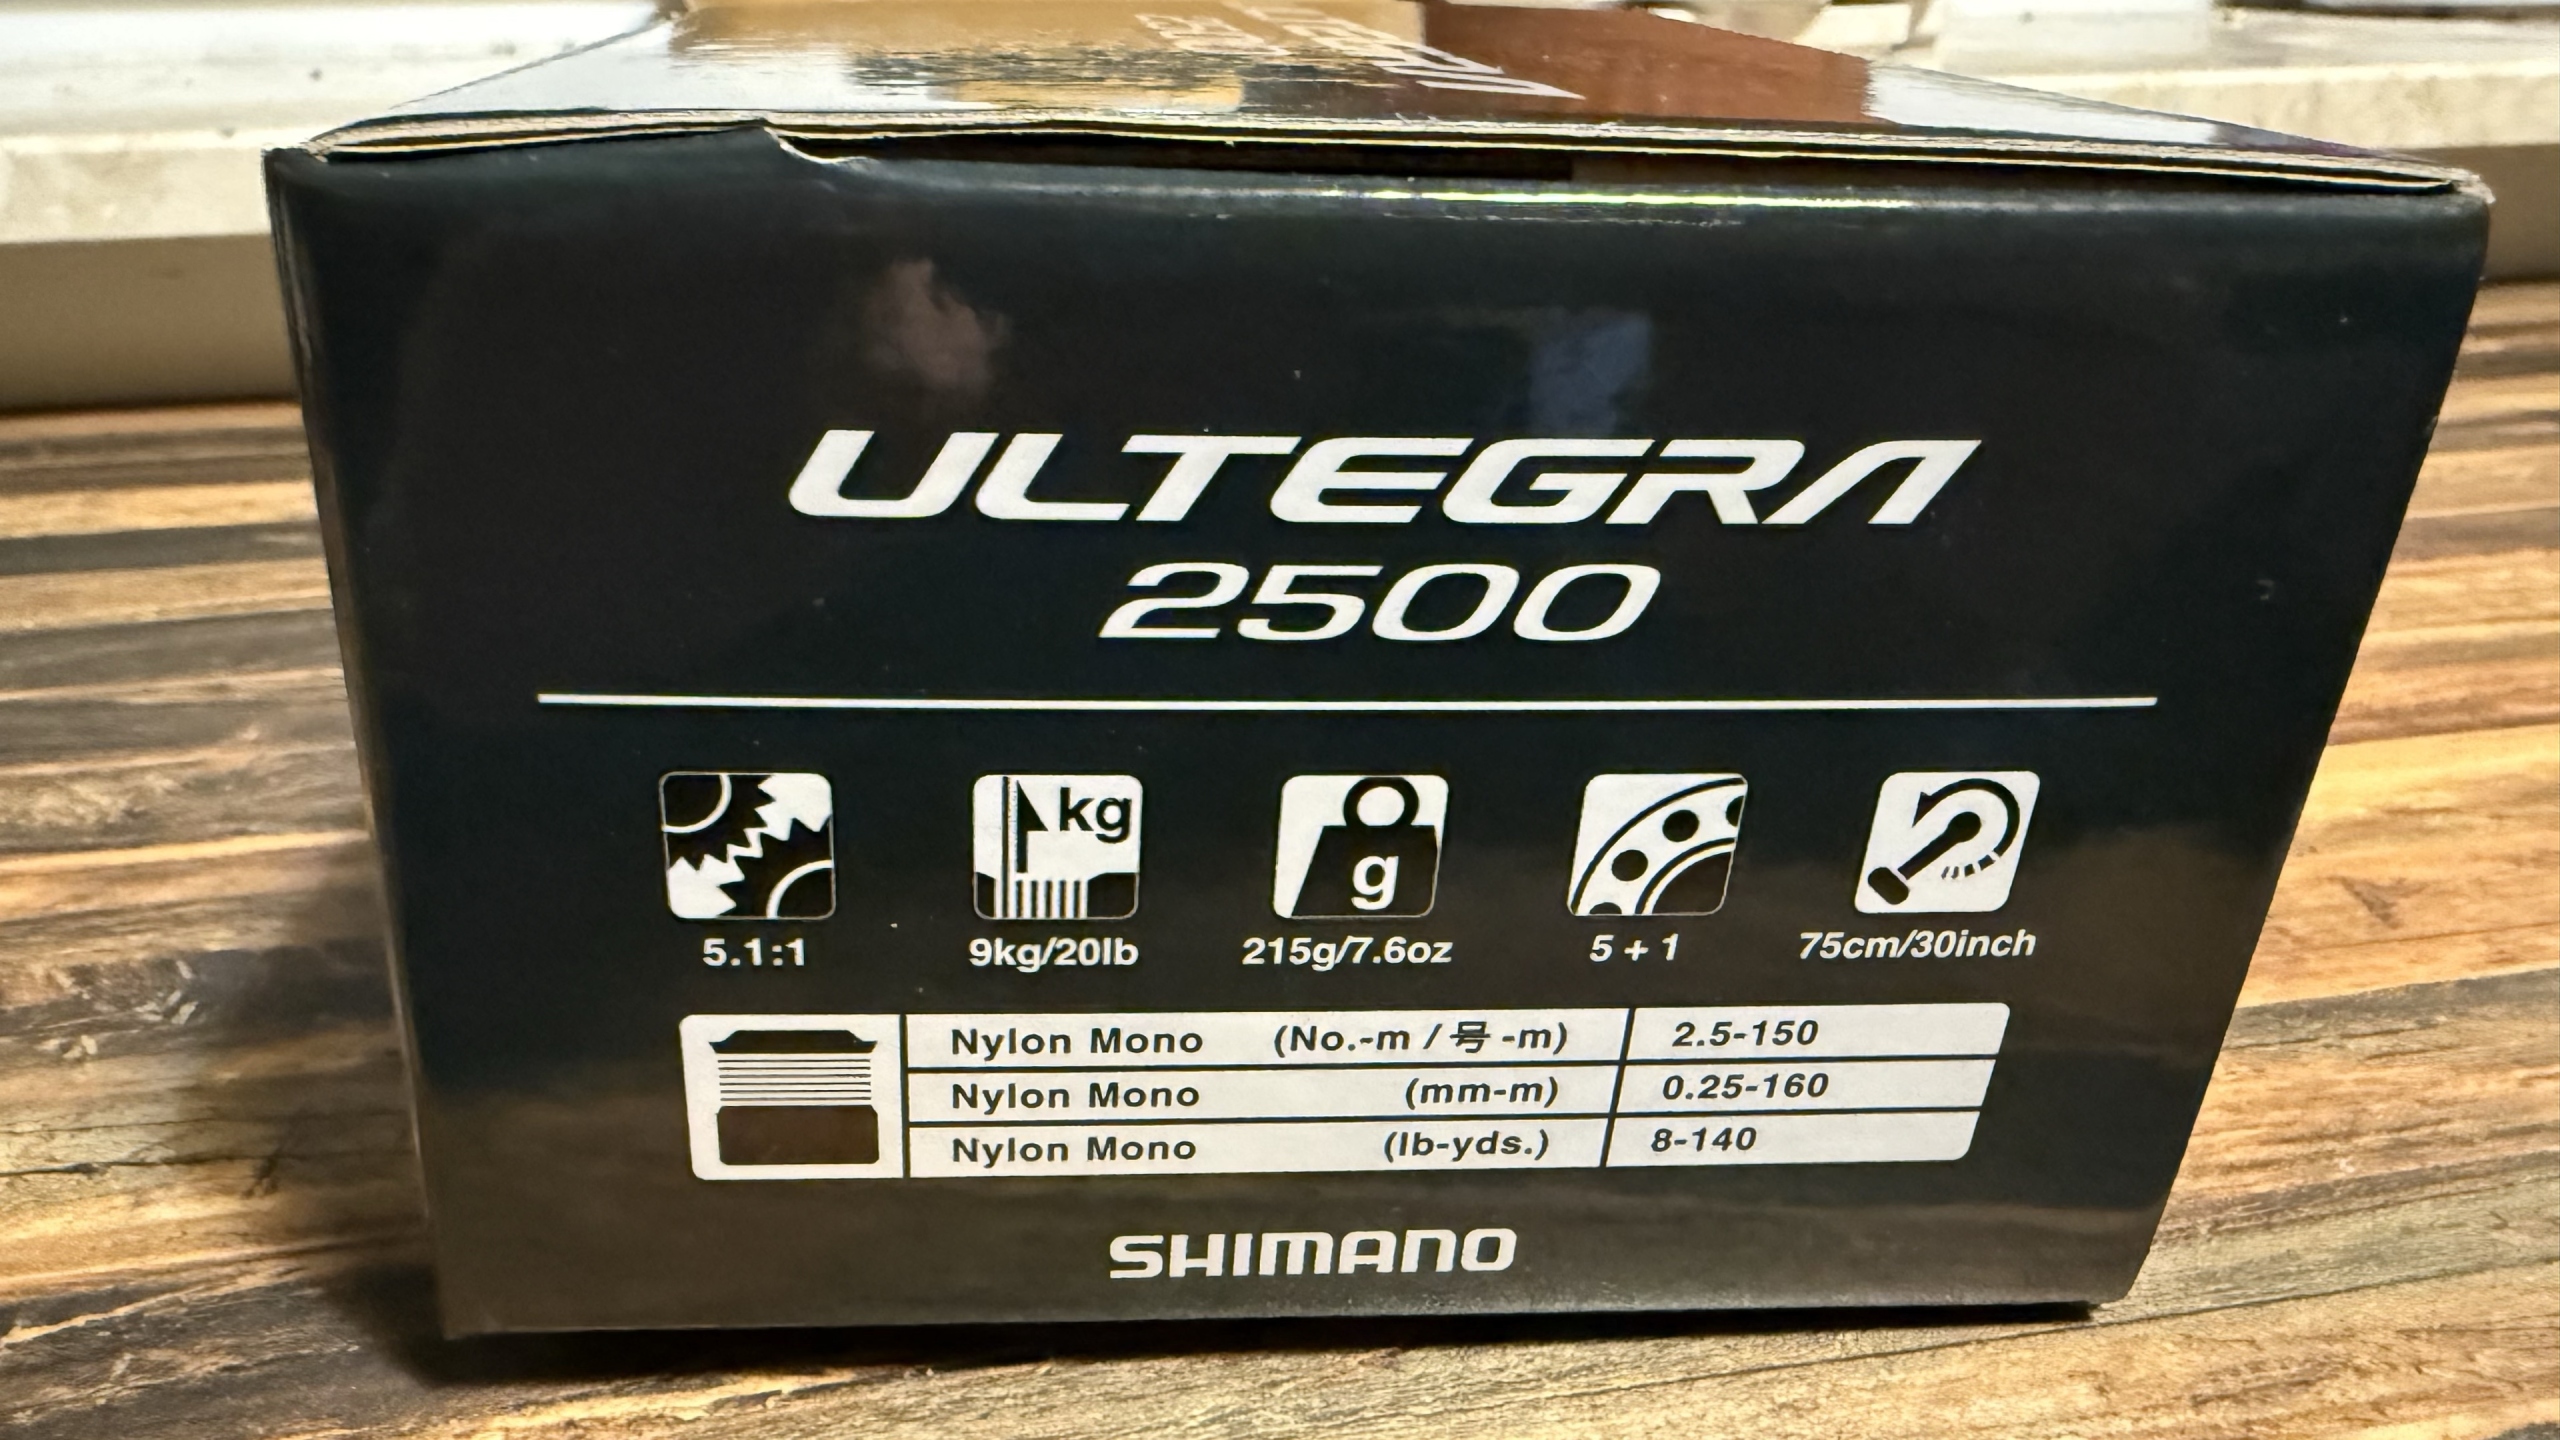 ULTEGRA
2500
kg
g
5.1:1 9kg/20lb 215g/7.6oz 5+1 75cm/30inch
Nylon Mono (No.-m / 号 -m) 2.5-150
Nylon Mono (mm-m) 0.25-160
Nylon Mono (lb-yds.) 8-140
SHIMANO